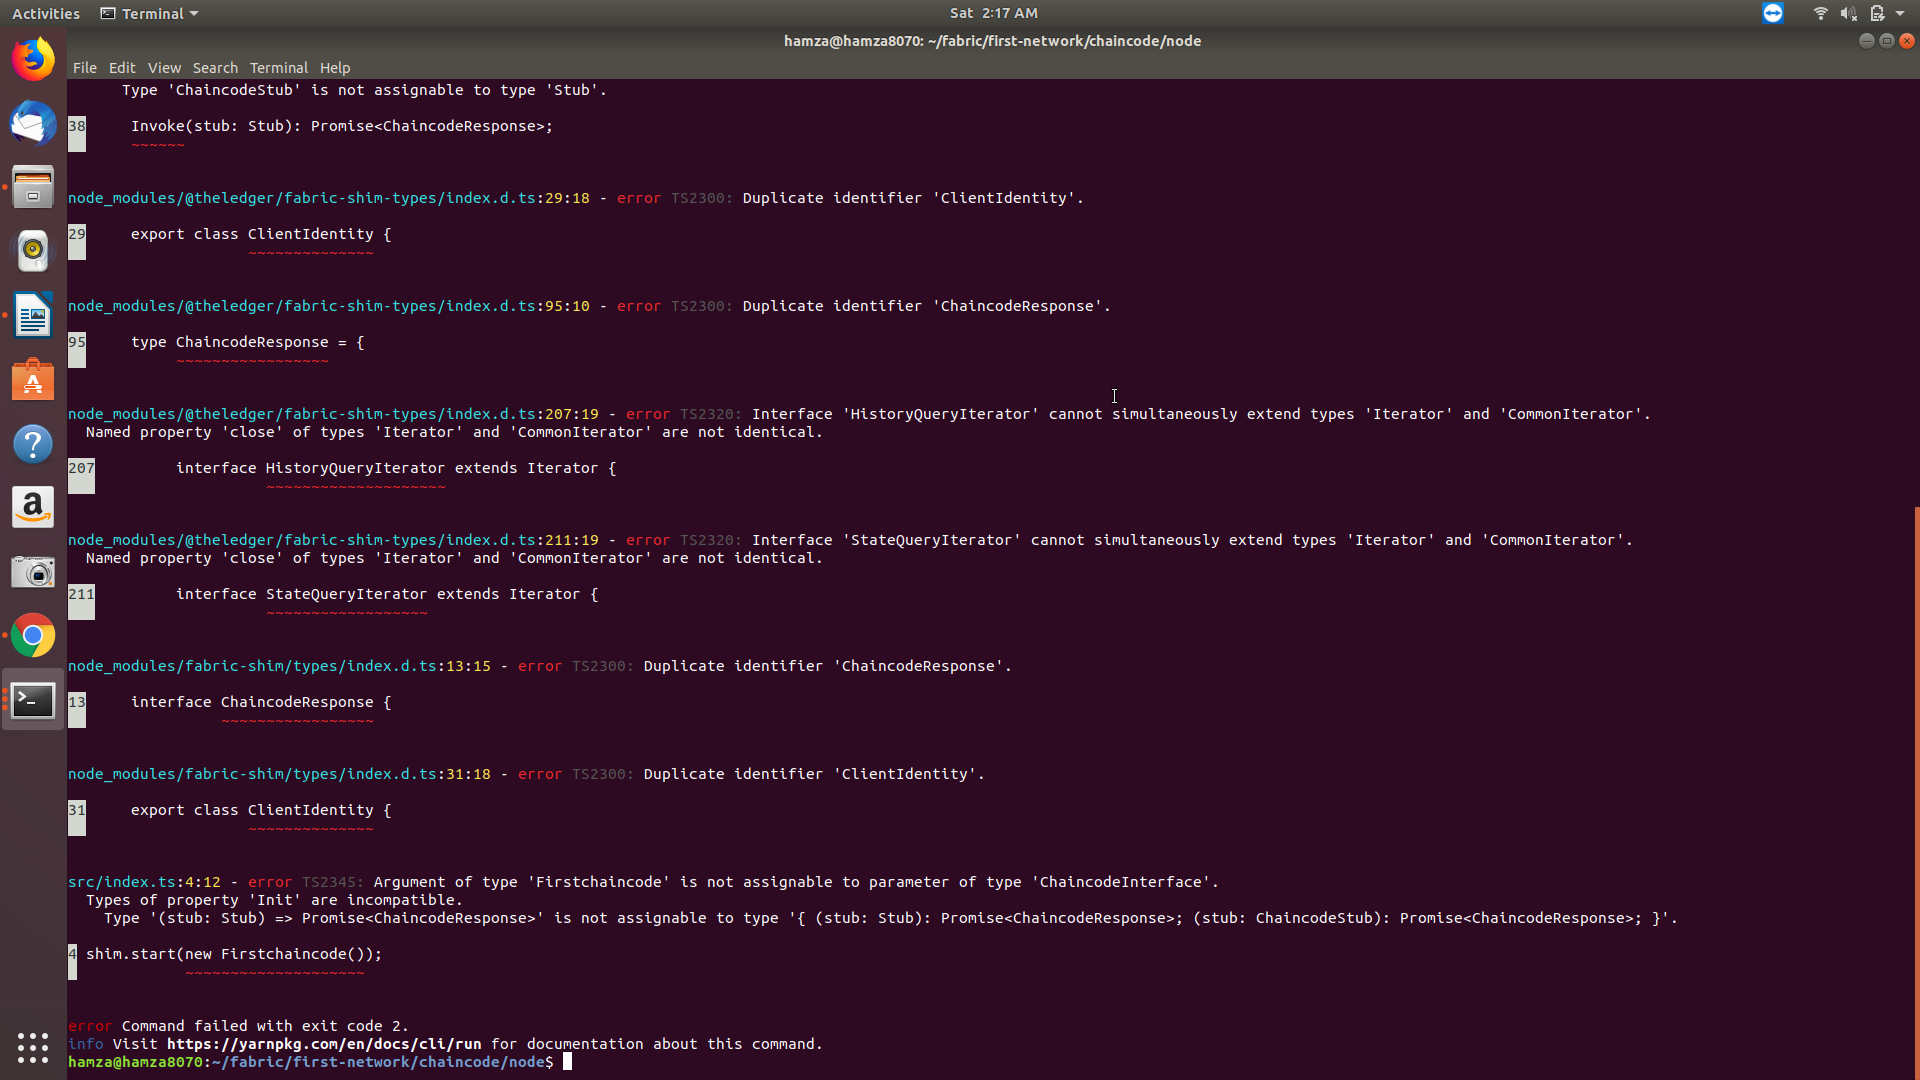 Activities Terminal Sat 2:17 AM
hamza@hamza8070: ~/fabric/first-network/chaincode/node
File Edit View Search Terminal Help
Type 'ChaincodeStub' is not assignable to type 'Stub'.
38 Invoke(stub: Stub): Promise<ChaincodeResponse>;
~~~~~~
node_modules/@theledger/fabric-shim-types/index.d.ts:29:18 - error TS2300: Duplicate identifier 'ClientIdentity'.
29 export class ClientIdentity {
~~~~~~~~~~~~~~
node_modules/@theledger/fabric-shim-types/index.d.ts:95:10 - error TS2300: Duplicate identifier 'ChaincodeResponse'.
95 type ChaincodeResponse = {
~~~~~~~~~~~~~~~~~
node_modules/@theledger/fabric-shim-types/index.d.ts:207:19 - error TS2320: Interface 'HistoryQueryIterator' cannot simultaneously extend types 'Iterator' and 'CommonIterator'.
Named property 'close' of types 'Iterator' and 'CommonIterator' are not identical.
207 interface HistoryQueryIterator extends Iterator {
~~~~~~~~~~~~~~~~~~~~
node_modules/@theledger/fabric-shim-types/index.d.ts:211:19 - error TS2320: Interface 'StateQueryIterator' cannot simultaneously extend types 'Iterator' and 'CommonIterator'.
Named property 'close' of types 'Iterator' and 'CommonIterator' are not identical.
211 interface StateQueryIterator extends Iterator {
~~~~~~~~~~~~~~~~~~
node_modules/fabric-shim/types/index.d.ts:13:15 - error TS2300: Duplicate identifier 'ChaincodeResponse'.
13 interface ChaincodeResponse {
~~~~~~~~~~~~~~~~~
node_modules/fabric-shim/types/index.d.ts:31:18 - error TS2300: Duplicate identifier 'ClientIdentity'.
31 export class ClientIdentity {
~~~~~~~~~~~~~~
src/index.ts:4:12 - error TS2345: Argument of type 'Firstchaincode' is not assignable to parameter of type 'ChaincodeInterface'.
Types of property 'Init' are incompatible.
Type '(stub: Stub) => Promise<ChaincodeResponse>' is not assignable to type '{ (stub: Stub): Promise<ChaincodeResponse>; (stub: ChaincodeStub): Promise<ChaincodeResponse>; }'.
4 shim.start(new Firstchaincode());
~~~~~~~~~~~~~~~~~~~~
error Command failed with exit code 2.
info Visit https://yarnpkg.com/en/docs/cli/run for documentation about this command.
hamza@hamza8070:~/fabric/first-network/chaincode/node$